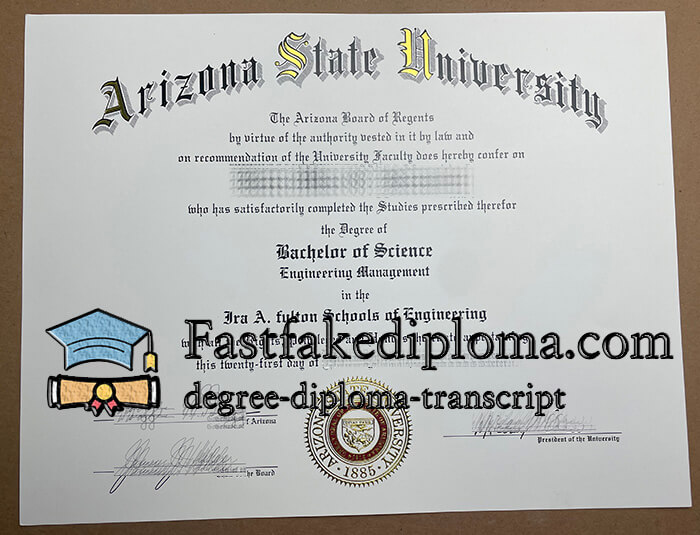 Arizona State University
The Arizona Board of Regents
by virtue of the authority vested in it by law and
on recommendation of the University Faculty does hereby confer on
who has satisfactorily completed the Studies prescribed therefor
the Degree of
Bachelor of Science
Engineering Management
in the
Ira A. fulton Schools of Engineering
Fastfakediploma.com
this twenty-first day of
degree-diploma-transcript
of Arizona
President of the University
he Board
ARIZONA
UNIVERSITY
1885